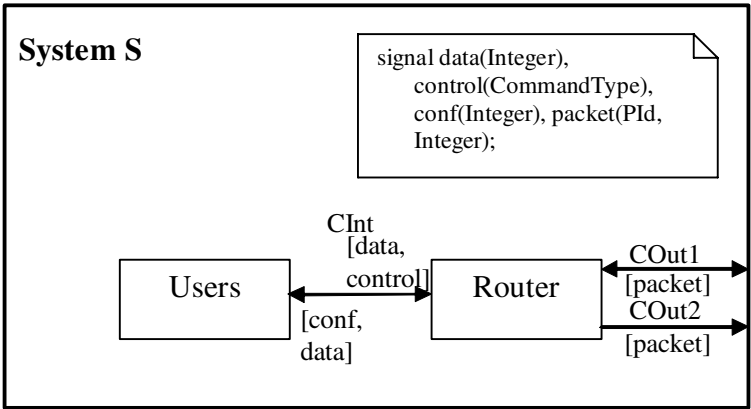 System S
signal data(Integer),
control(CommandType),
conf(Integer), packet(PId,
Integer);
CInt
[data,
control]
Users
Router
[conf,
data]
COut1
[packet]
COut2
[packet]